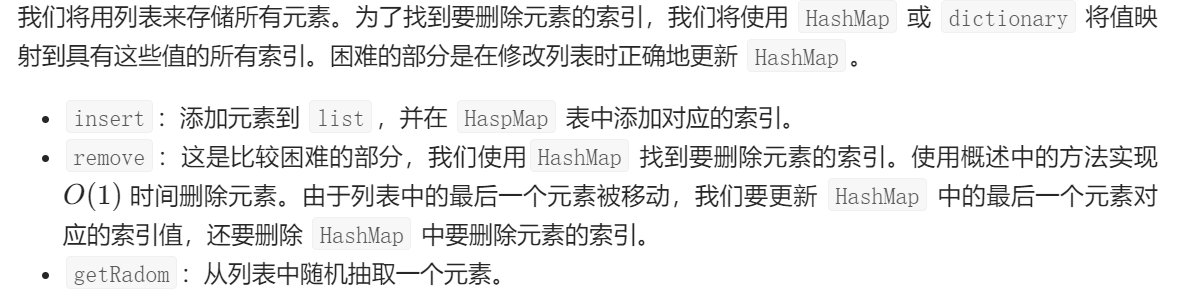 我们将用列表来存储所有元素。为了找到要删除元素的索引，我们将使用 HashMap 或 dictionary 将值映
射到具有这些值的所有索引。困难的部分是在修改列表时正确地更新 HashMap 。
• insert ：添加元素到 list ，并在 HaspMap 表中添加对应的索引。
• remove ：这是比较困难的部分，我们使用 HashMap 找到要删除元素的索引。使用概述中的方法实现
O(1) 时间删除元素。由于列表中的最后一个元素被移动，我们要更新 HashMap 中的最后一个元素对
应的索引值，还要删除 HashMap 中要删除元素的索引。
• getRadom ：从列表中随机抽取一个元素。